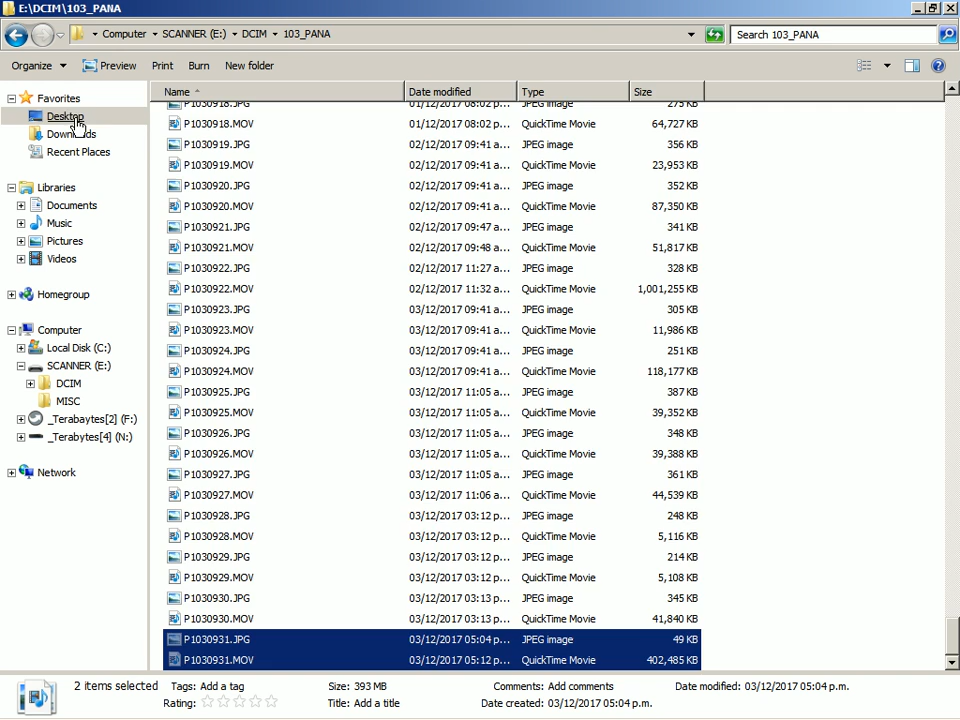 E:\DCIM\103_PANA
Computer SCANNER (E:) DCIM 103_PANA
Search 103_PANA
Organize Preview Print Burn New folder
Name Date modified Type Size
P1030918.JPG 01/12/2017 08:02 p... JPEG image 275 KB
P1030918.MOV 01/12/2017 08:02 p... QuickTime Movie 64,727 KB
P1030919.JPG 02/12/2017 09:41 a... JPEG image 356 KB
P1030919.MOV 02/12/2017 09:41 a... QuickTime Movie 23,953 KB
P1030920.JPG 02/12/2017 09:41 a... JPEG image 352 KB
P1030920.MOV 02/12/2017 09:41 a... QuickTime Movie 87,350 KB
P1030921.JPG 02/12/2017 09:47 a... JPEG image 341 KB
P1030921.MOV 02/12/2017 09:48 a... QuickTime Movie 51,817 KB
P1030922.JPG 02/12/2017 11:27 a... JPEG image 328 KB
P1030922.MOV 02/12/2017 11:32 a... QuickTime Movie 1,001,255 KB
P1030923.JPG 03/12/2017 09:41 a... JPEG image 305 KB
P1030923.MOV 03/12/2017 09:41 a... QuickTime Movie 11,986 KB
P1030924.JPG 03/12/2017 09:41 a... JPEG image 251 KB
P1030924.MOV 03/12/2017 09:41 a... QuickTime Movie 118,177 KB
P1030925.JPG 03/12/2017 11:05 a... JPEG image 387 KB
P1030925.MOV 03/12/2017 11:05 a... QuickTime Movie 39,352 KB
P1030926.JPG 03/12/2017 11:05 a... JPEG image 348 KB
P1030926.MOV 03/12/2017 11:05 a... QuickTime Movie 39,388 KB
P1030927.JPG 03/12/2017 11:05 a... JPEG image 361 KB
P1030927.MOV 03/12/2017 11:06 a... QuickTime Movie 44,539 KB
P1030928.JPG 03/12/2017 03:12 p... JPEG image 248 KB
P1030928.MOV 03/12/2017 03:12 p... QuickTime Movie 5,116 KB
P1030929.JPG 03/12/2017 03:12 p... JPEG image 214 KB
P1030929.MOV 03/12/2017 03:12 p... QuickTime Movie 5,108 KB
P1030930.JPG 03/12/2017 03:13 p... JPEG image 345 KB
P1030930.MOV 03/12/2017 03:13 p... QuickTime Movie 41,840 KB
P1030931.JPG 03/12/2017 05:04 p... JPEG image 49 KB
P1030931.MOV 03/12/2017 05:12 p... QuickTime Movie 402,485 KB
Favorites
Desktop
Downloads
Recent Places
Libraries
Documents
Music
Pictures
Videos
Homegroup
Computer
Local Disk (C:)
SCANNER (E:)
DCIM
MISC
_Terabaytes[2] (F:)
_Terabytes[4] (N:)
Network
2 items selected Tags: Add a tag Size: 393 MB Comments: Add comments Date modified: 03/12/2017 05:04 p.m.
Rating: Title: Add a title Date created: 03/12/2017 05:04 p.m.